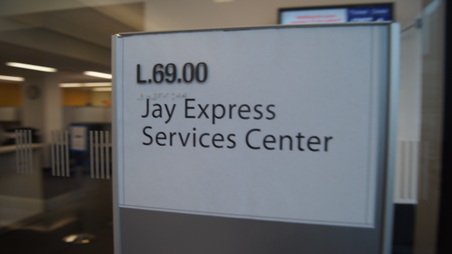 L.69.00
Jay Express
Services Center